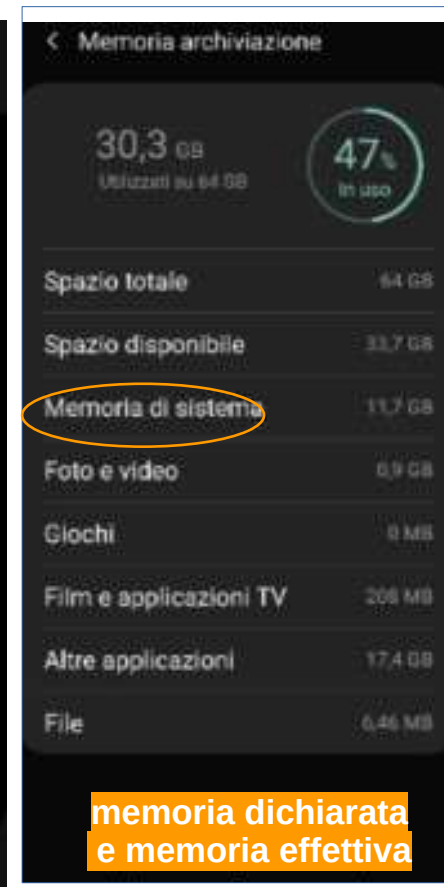 < Memoria archiviazione
30,3 GB
Utilizzati su 64 GB
47%
In uso
Spazio totale 64 GB
Spazio disponibile 33,7 GB
Memoria di sistema 11,7 GB
Foto e video 0,9 GB
Giochi 0 MB
Film e applicazioni TV 208 MB
Altre applicazioni 17,4 GB
File 6,46 MB
memoria dichiarata
e memoria effettiva